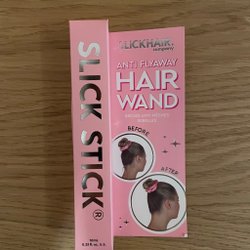 SLICK STICK®
SLICKHAIR
company
ANTI FLYAWAY
HAIR
WAND
BEFORE
AFTER